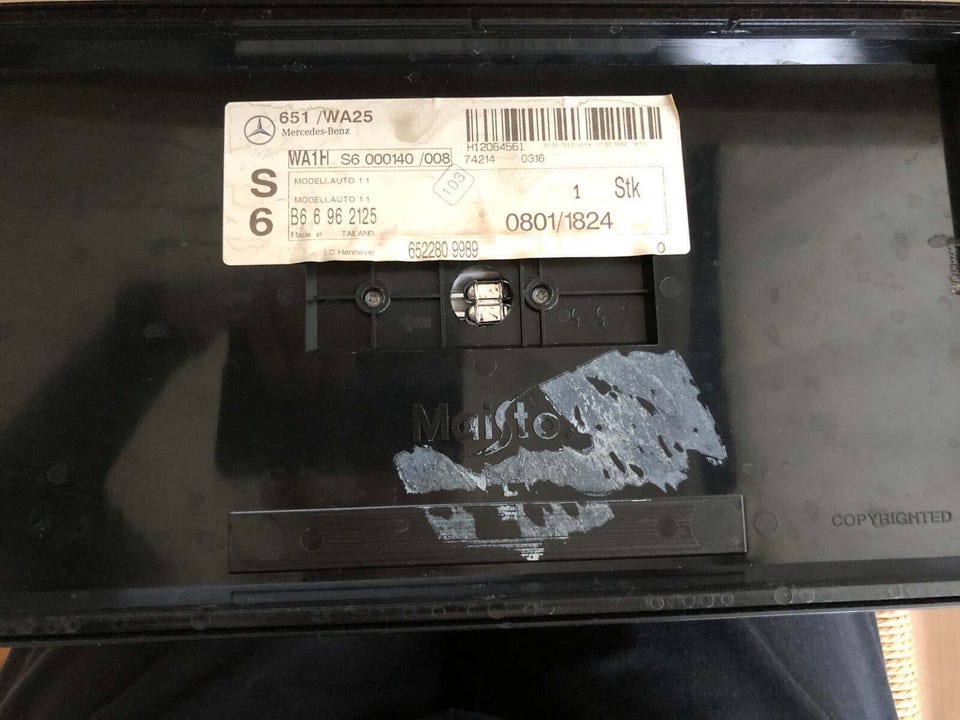 651 /WA25
Mercedes-Benz
H12064561
WA1H S6 000140 /008 74214 0316
103
S MODELLAUTO 1 1 1 Stk
MODELLAUTO 1 1
6 B6 6 96 2125 0801/1824
Made in TAILAND
LC Hannover 652280 9989 0
Maisto
COPYRIGHTED